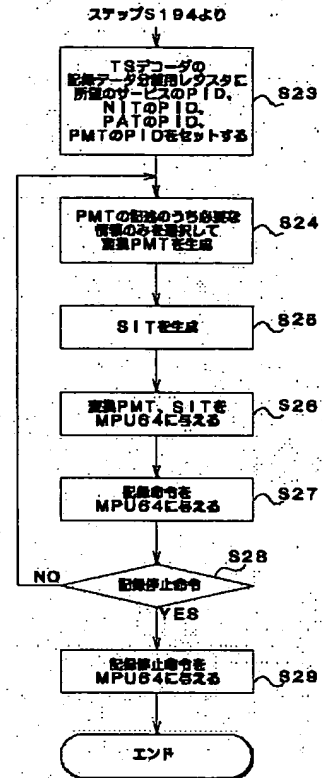 ステップS194より
TSデコーダの
記録データ分離用レジスタに
所望のサービスのPID、
NITのPID、
PATのPID、
PMTのPIDをセットする
S23
PMTの記述のうち必要な
情報のみを選択して
変換PMTを生成
S24
SITを生成
S25
変換PMT、SITを
MPU64に与える
S26
記録命令を
MPU64に与える
S27
記録停止命令
S28
NO
YES
記録停止命令を
MPU64に与える
S29
エンド